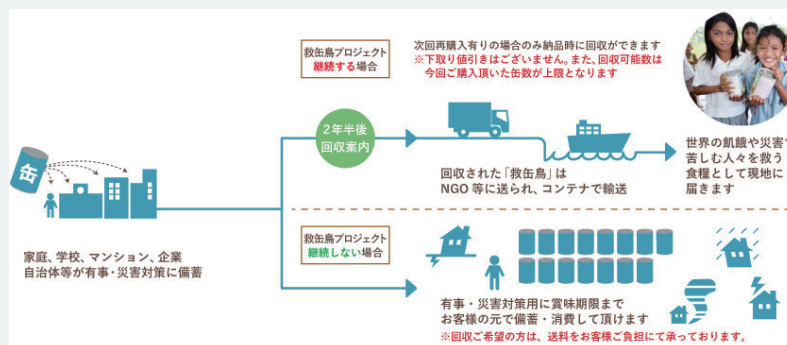 救缶鳥プロジェクト
継続する場合
次回再購入有りの場合のみ納品時に回収ができます
※下取り値引きはございません。また、回収可能数は
今回ご購入頂いた缶数が上限となります
2年半後
回収案内
缶
回収された「救缶鳥」は
NGO 等に送られ、コンテナで輸送
世界の飢餓や災害で
苦しむ人々を救う
食糧として現地に
届きます
家庭、学校、マンション、企業
自治体等が有事・災害対策に備蓄
救缶鳥プロジェクト
継続しない場合
有事・災害対策用に賞味期限まで
お客様の元で備蓄・消費して頂けます
※回収ご希望の方は、送料をお客様ご負担にて承っております。